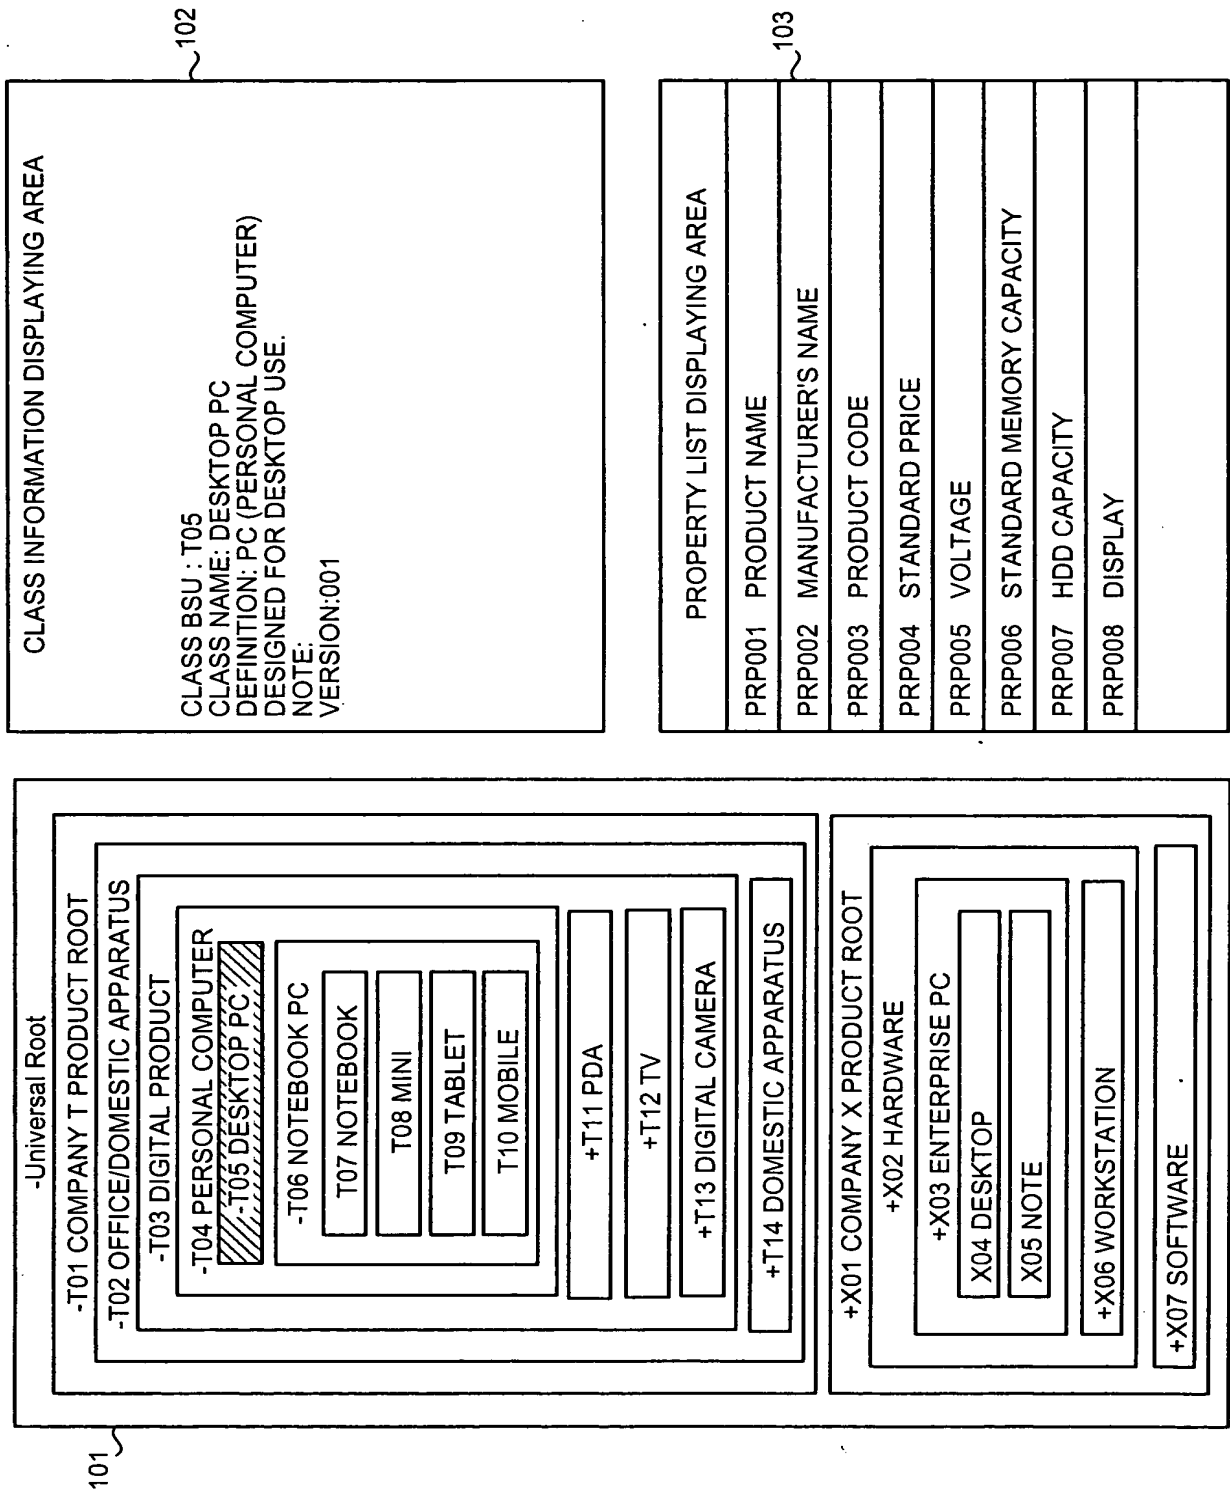 101
-Universal Root
-T01 COMPANY T PRODUCT ROOT
-T02 OFFICE/DOMESTIC APPARATUS
-T03 DIGITAL PRODUCT
-T04 PERSONAL COMPUTER
-T05 DESKTOP PC
-T06 NOTEBOOK PC
T07 NOTEBOOK
T08 MINI
T09 TABLET
T10 MOBILE
+T11 PDA
+T12 TV
+T13 DIGITAL CAMERA
+T14 DOMESTIC APPARATUS
+X01 COMPANY X PRODUCT ROOT
+X02 HARDWARE
+X03 ENTERPRISE PC
X04 DESKTOP
X05 NOTE
+X06 WORKSTATION
+X07 SOFTWARE
102
CLASS INFORMATION DISPLAYING AREA
CLASS BSU : T05
CLASS NAME: DESKTOP PC
DEFINITION: PC (PERSONAL COMPUTER)
DESIGNED FOR DESKTOP USE.
NOTE:
VERSION:001
103
PROPERTY LIST DISPLAYING AREA
PRP001 PRODUCT NAME
PRP002 MANUFACTURER'S NAME
PRP003 PRODUCT CODE
PRP004 STANDARD PRICE
PRP005 VOLTAGE
PRP006 STANDARD MEMORY CAPACITY
PRP007 HDD CAPACITY
PRP008 DISPLAY